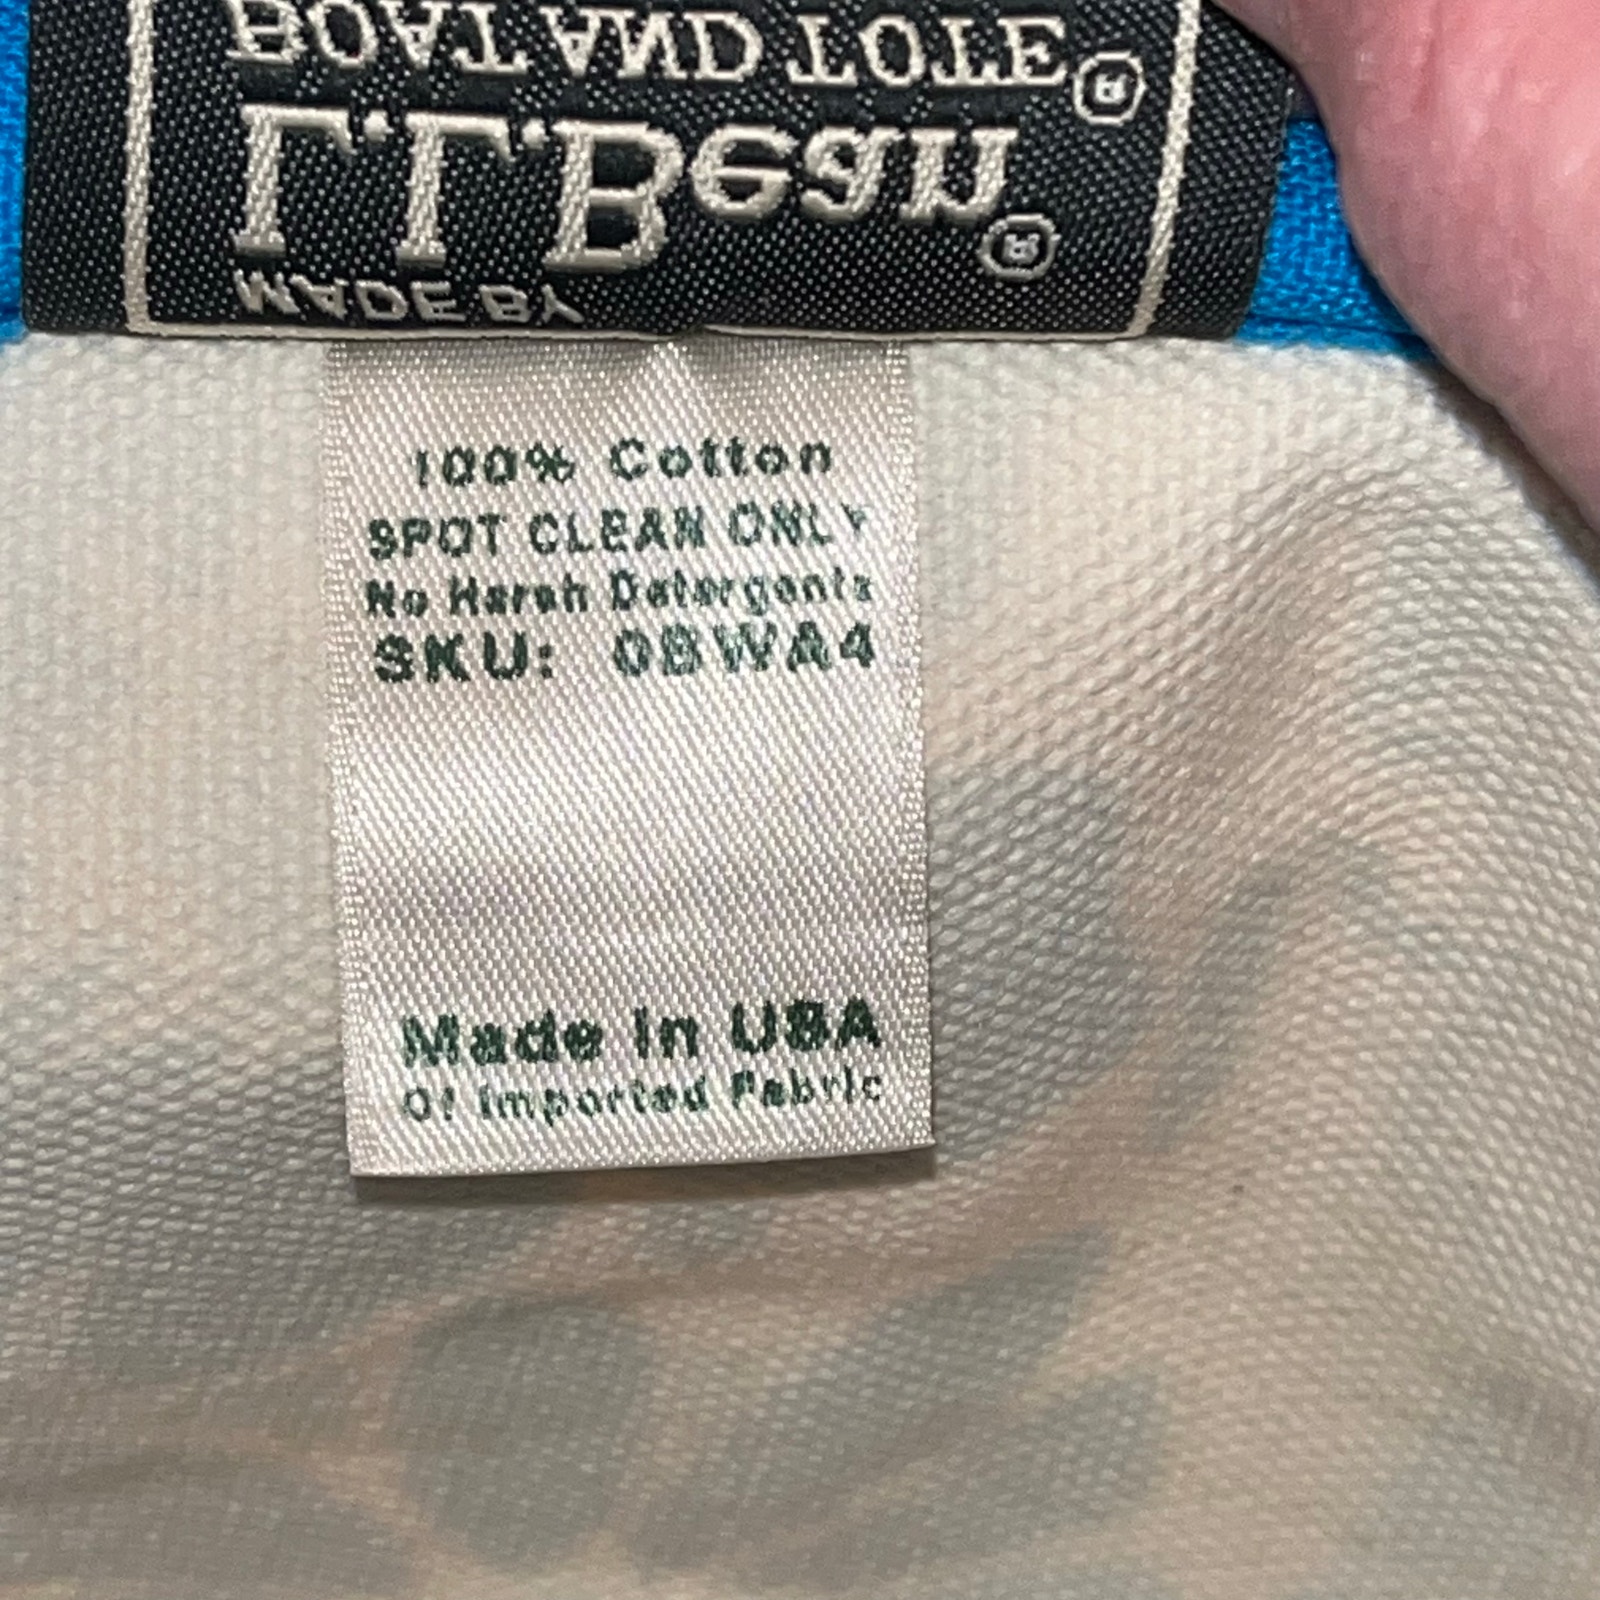 MADE BY
L.L.Bean®
BOAT AND TOTE®
100% Cotton
SPOT CLEAN ONLY
No Harsh Detergents
SKU: 0BWA4
Made in USA
Of Imported Fabric